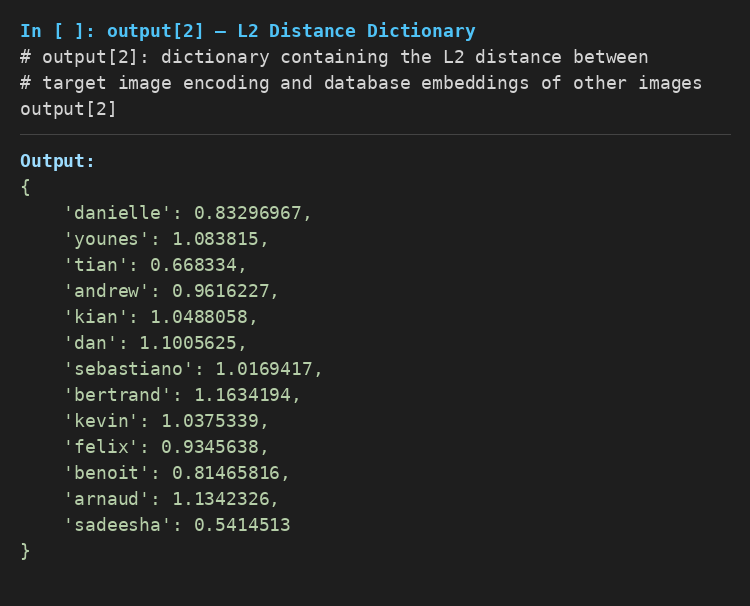 In [ ]: output[2] — L2 Distance Dictionary
# output[2]: dictionary containing the L2 distance between
# target image encoding and database embeddings of other images
output[2]
Output:
{
    'danielle': 0.83296967,
    'younes': 1.083815,
    'tian': 0.668334,
    'andrew': 0.9616227,
    'kian': 1.0488058,
    'dan': 1.1005625,
    'sebastiano': 1.0169417,
    'bertrand': 1.1634194,
    'kevin': 1.0375339,
    'felix': 0.9345638,
    'benoit': 0.81465816,
    'arnaud': 1.1342326,
    'sadeesha': 0.5414513
}